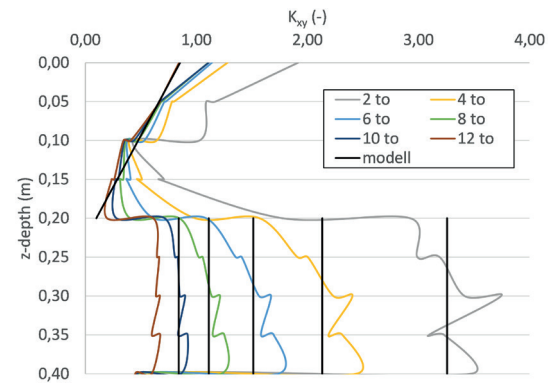 K_xy (-)
0,00 1,00 2,00 3,00 4,00
z-depth (m)
0,00
0,05
0,10
0,15
0,20
0,25
0,30
0,35
0,40
2 to 4 to
6 to 8 to
10 to 12 to
modell